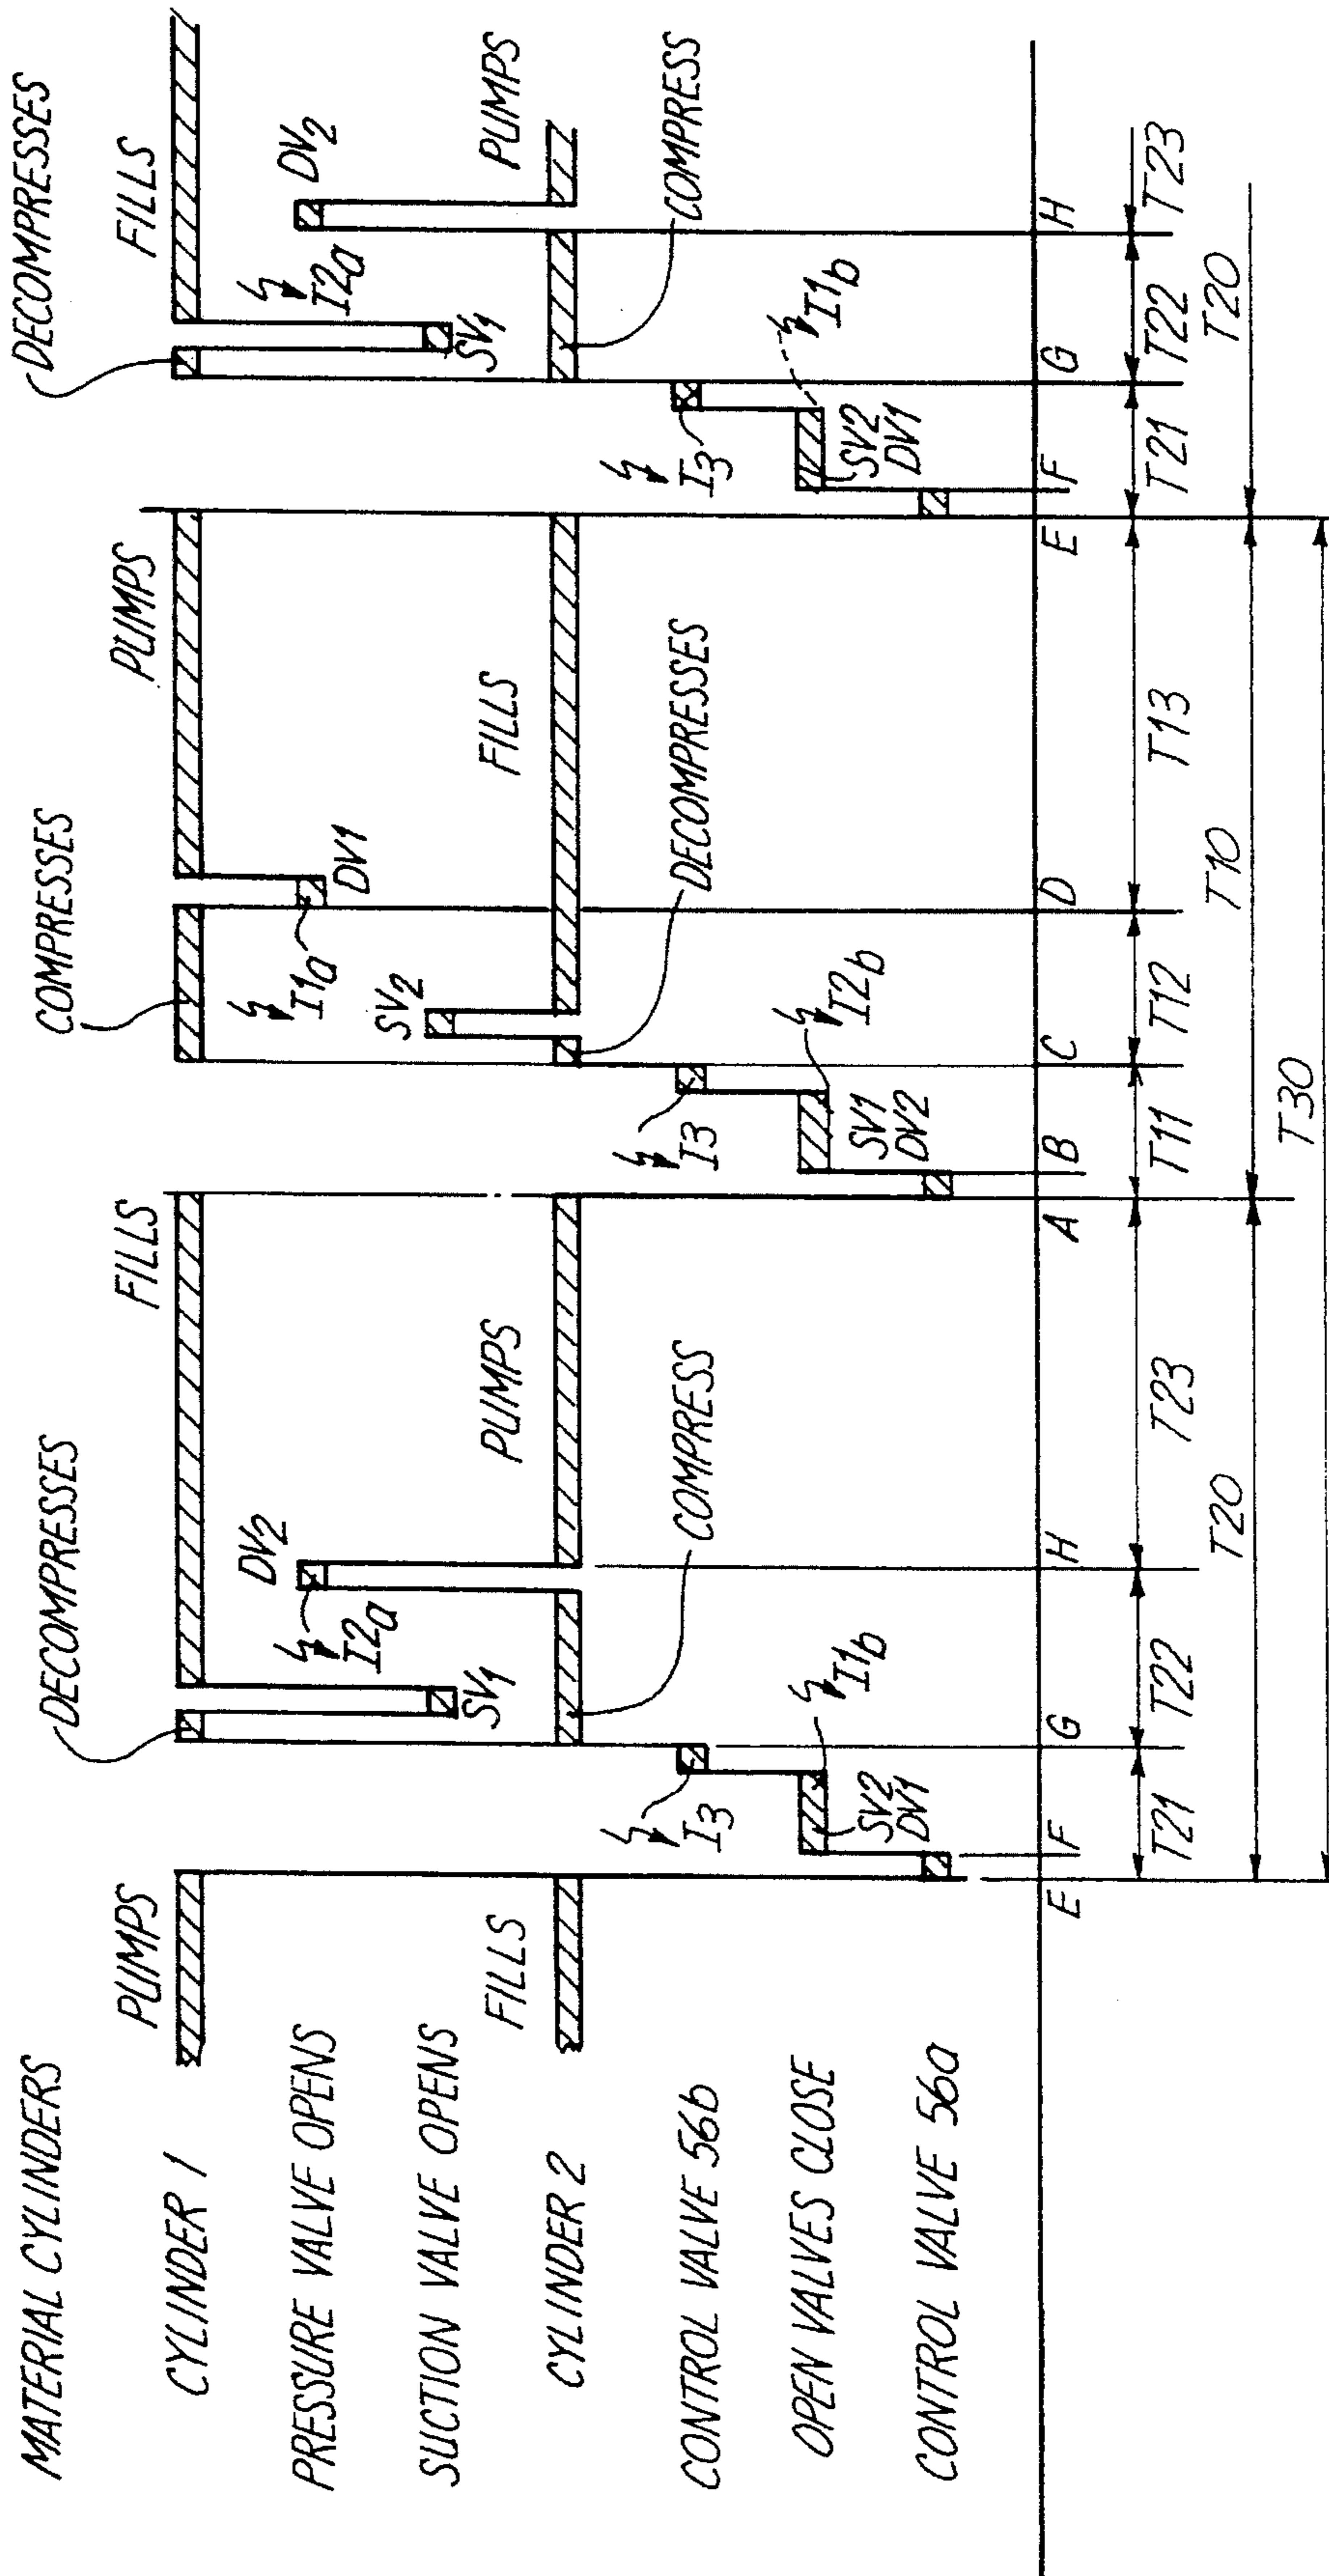 MATERIAL CYLINDERS
CYLINDER 1
PUMPS
DECOMPRESSES
FILLS
COMPRESSES
PUMPS
DECOMPRESSES
FILLS
PRESSURE VALVE OPENS
I2a
DV2
I1a
DV1
I2a
DV2
SUCTION VALVE OPENS
SV1
SV2
SV1
CYLINDER 2
FILLS
PUMPS
COMPRESS
FILLS
DECOMPRESSES
PUMPS
COMPRESS
CONTROL VALVE 56b
I3
I3
I3
OPEN VALVES CLOSE
I1b
SV2
DV1
I2b
SV1
DV2
I1b
SV2
DV1
CONTROL VALVE 56a
E F G H A B C D E F G H
T21 T22 T23 T11 T12 T13 T21 T22 T23
T20 T10 T20
T30